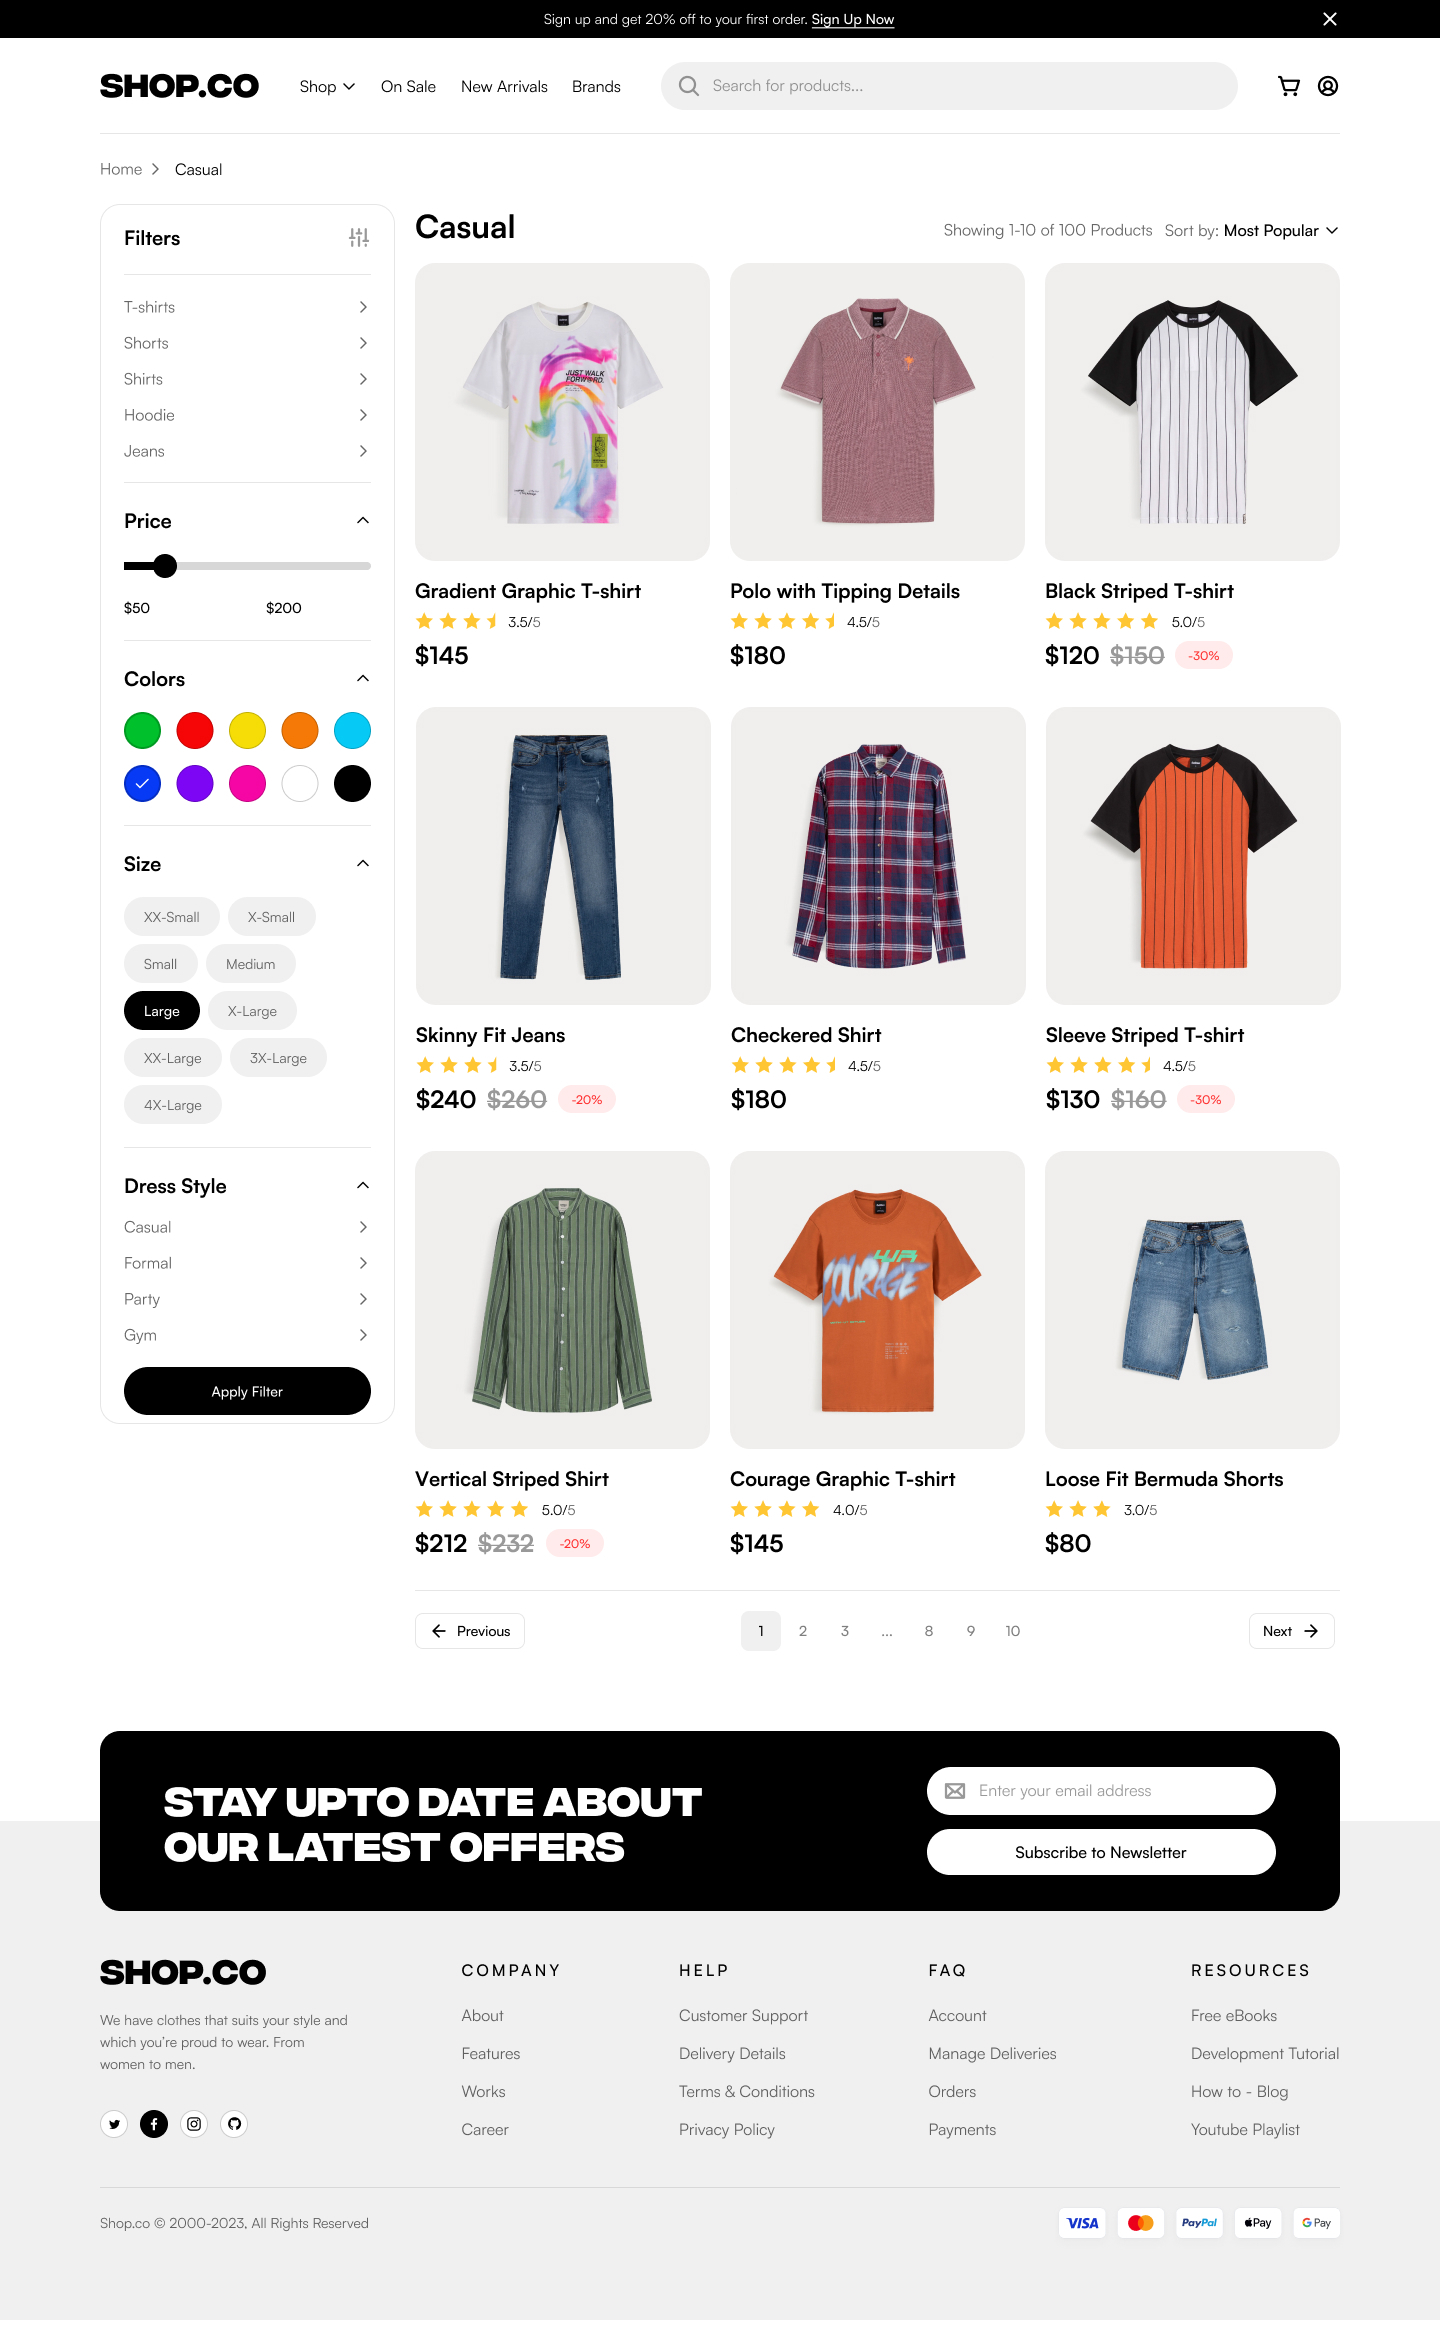 Sign up and get 20% off to your first order. Sign Up Now
SHOP.CO
Shop
On Sale
New Arrivals
Brands
Search for products...
Home
Casual
Filters
T-shirts
Shorts
Shirts
Hoodie
Jeans
Price
$50
$200
Colors
Size
XX-Small
X-Small
Small
Medium
Large
X-Large
XX-Large
3X-Large
4X-Large
Dress Style
Casual
Formal
Party
Gym
Apply Filter
Casual
Showing 1-10 of 100 Products
Sort by: Most Popular
JUST WALK
FORWARD.
Gradient Graphic T-shirt
3.5/5
$145
Polo with Tipping Details
4.5/5
$180
Black Striped T-shirt
5.0/5
$120 $150 -30%
Skinny Fit Jeans
3.5/5
$240 $260 -20%
Checkered Shirt
4.5/5
$180
Sleeve Striped T-shirt
4.5/5
$130 $160 -30%
Vertical Striped Shirt
5.0/5
$212 $232 -20%
COURAGE
Courage Graphic T-shirt
4.0/5
$145
Loose Fit Bermuda Shorts
3.0/5
$80
Previous
1 2 3 ... 8 9 10
Next
STAY UPTO DATE ABOUT
OUR LATEST OFFERS
Enter your email address
Subscribe to Newsletter
SHOP.CO
We have clothes that suits your style and
which you're proud to wear. From
women to men.
COMPANY
About
Features
Works
Career
HELP
Customer Support
Delivery Details
Terms & Conditions
Privacy Policy
FAQ
Account
Manage Deliveries
Orders
Payments
RESOURCES
Free eBooks
Development Tutorial
How to - Blog
Youtube Playlist
Shop.co © 2000-2023, All Rights Reserved
VISA
PayPal
Pay
G Pay